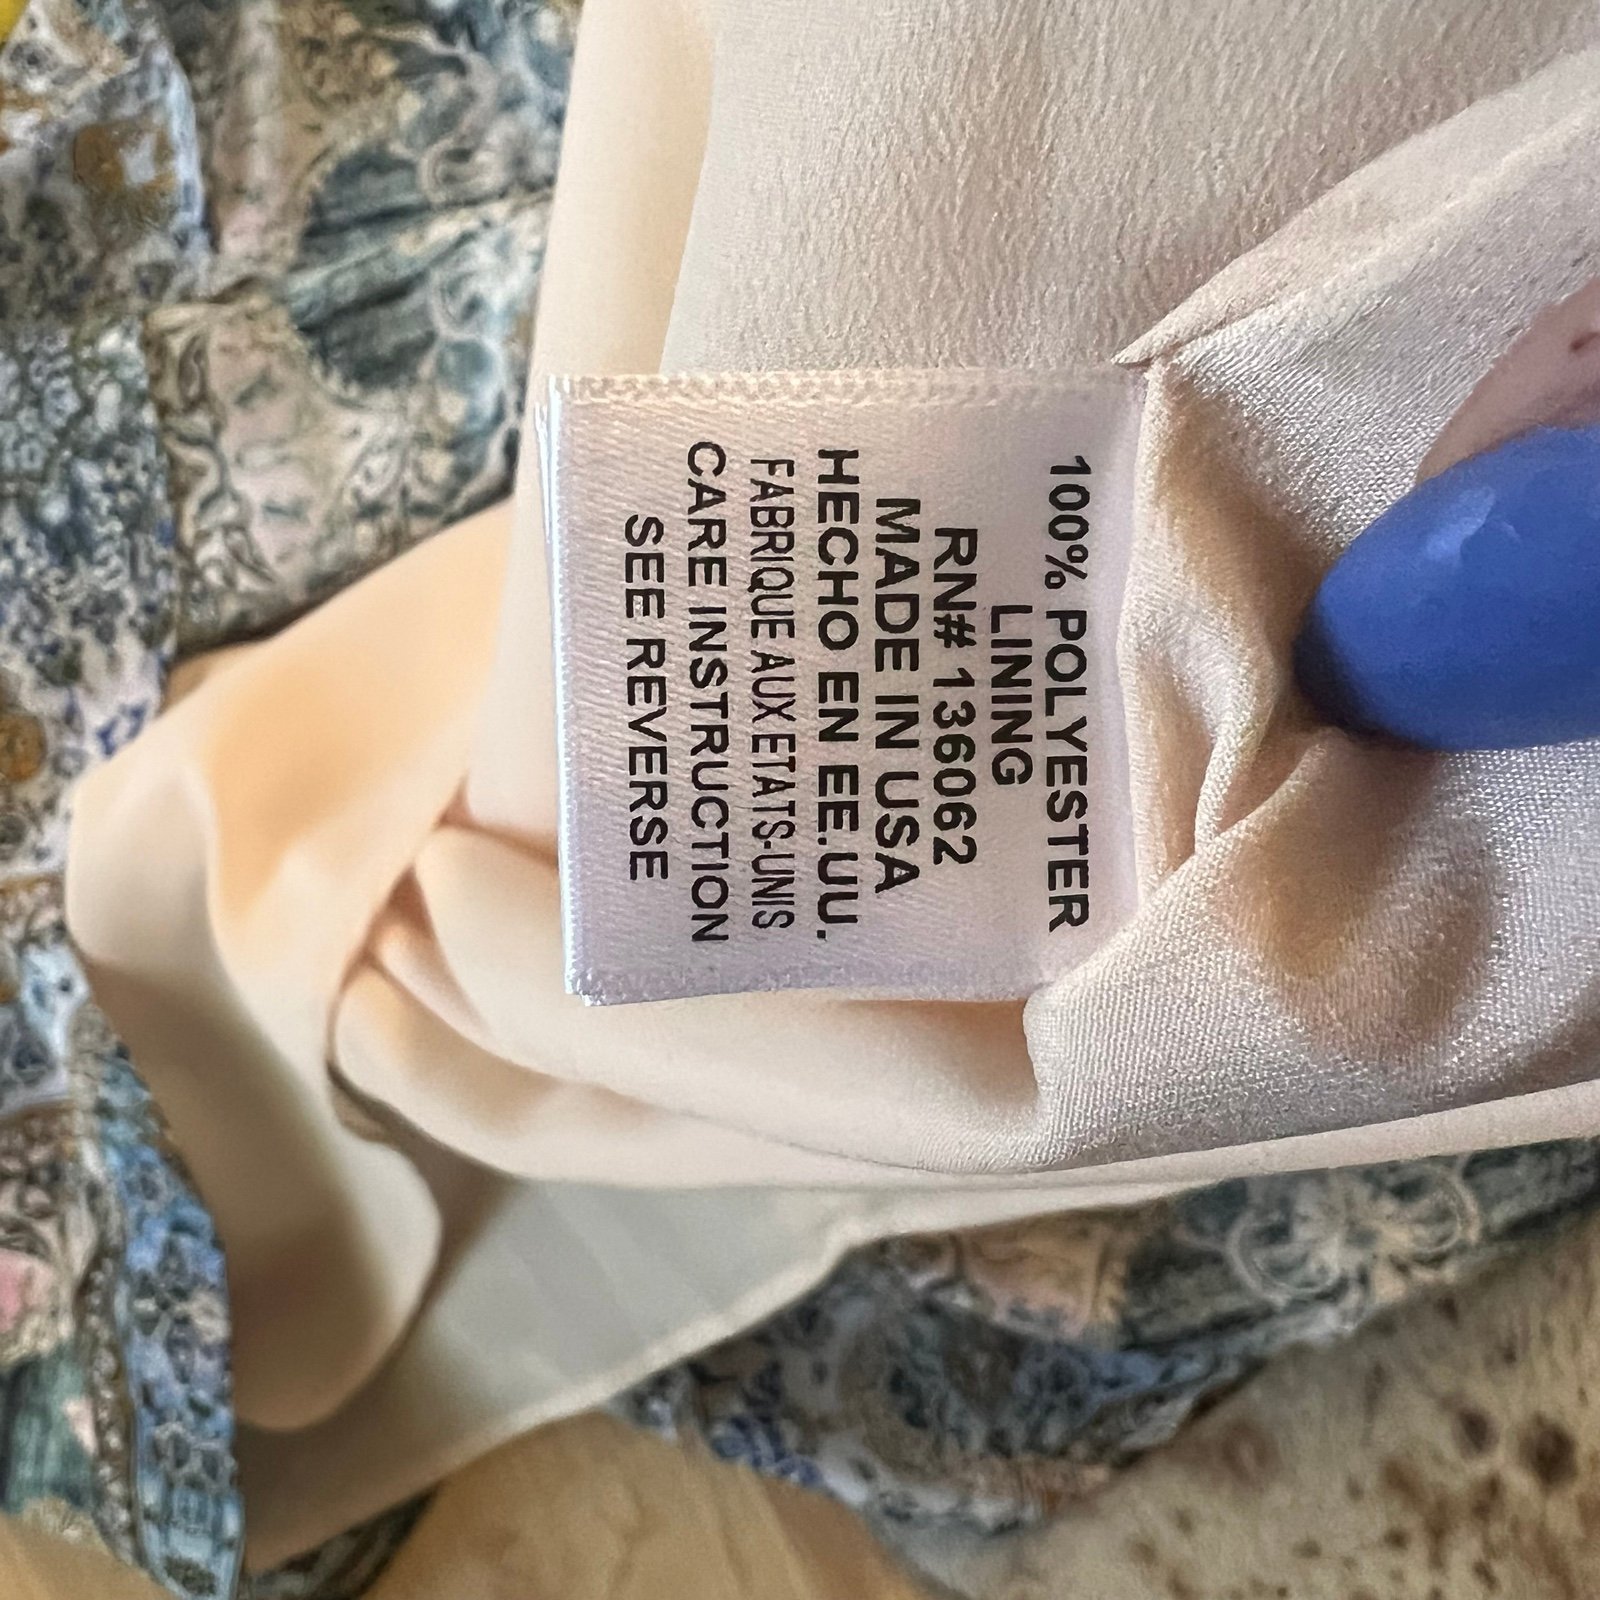 100% POLYESTER
LINING
RN# 136062
MADE IN USA
HECHO EN EE.UU.
FABRIQUE AUX ETATS-UNIS
CARE INSTRUCTION
SEE REVERSE